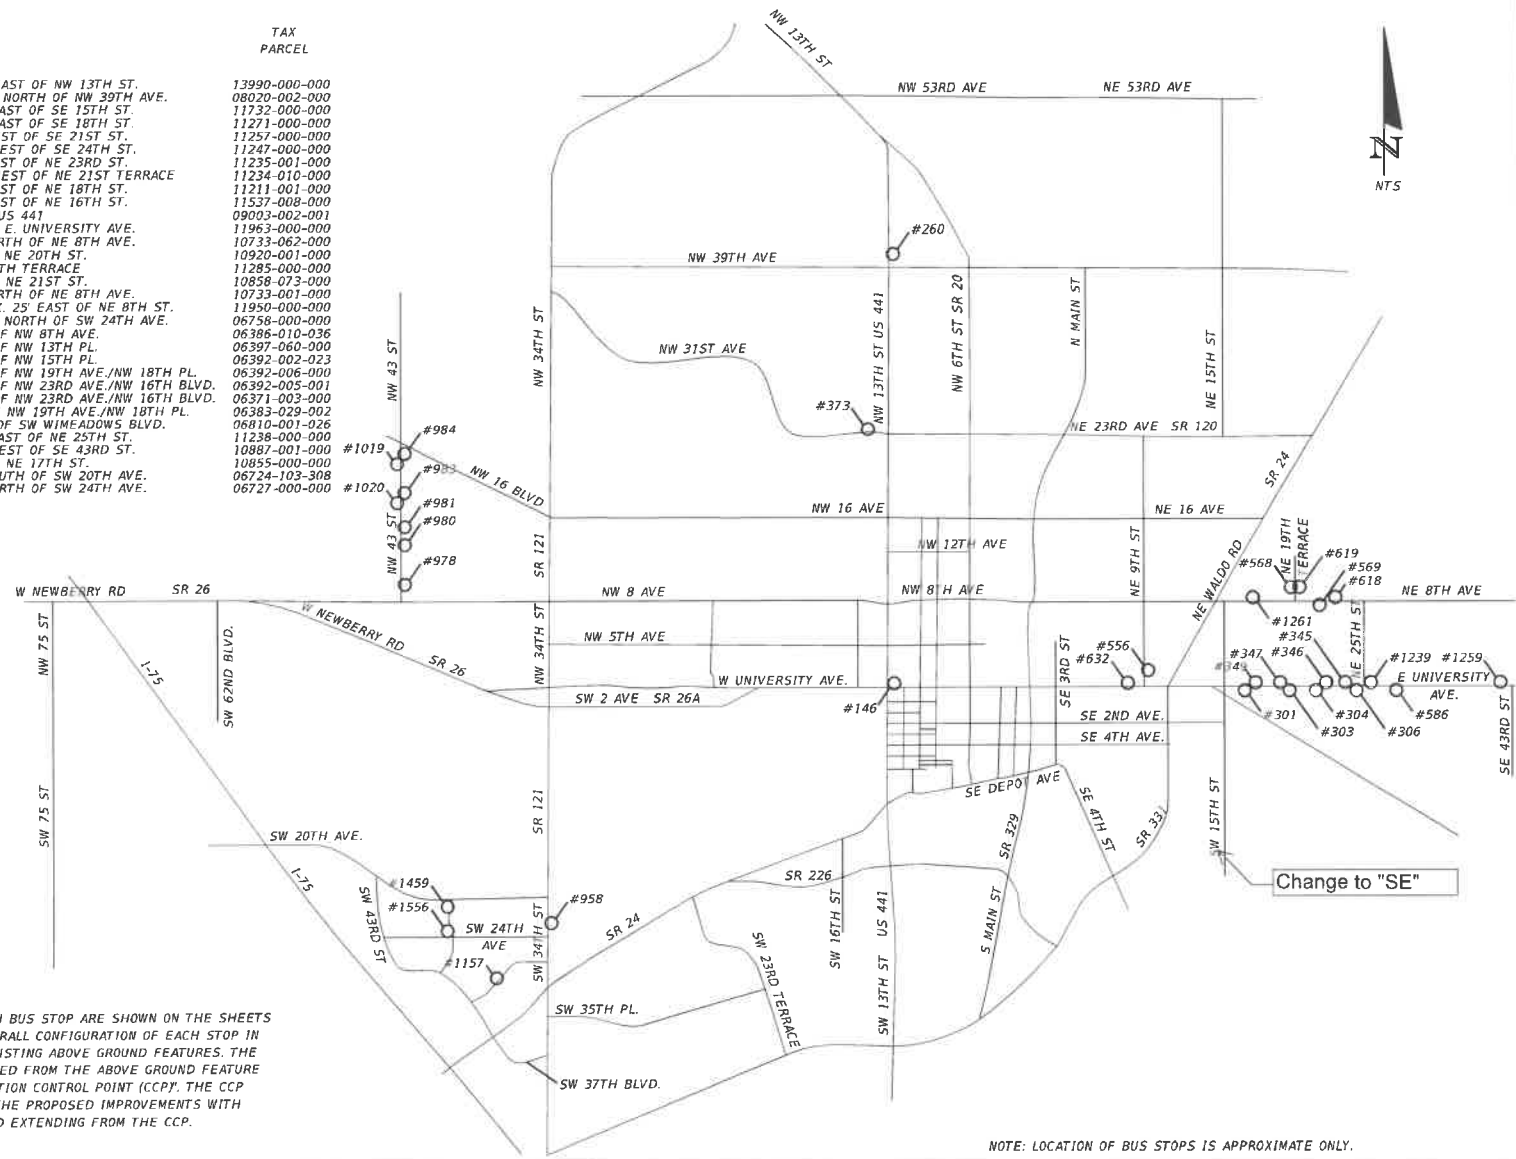 TAX
PARCEL
AST OF NW 13TH ST. 13990-000-000
NORTH OF NW 39TH AVE. 08020-002-000
AST OF SE 15TH ST. 11732-000-000
AST OF SE 18TH ST. 11271-000-000
ST OF SE 21ST ST. 11257-000-000
EST OF SE 24TH ST. 11247-000-000
ST OF NE 23RD ST. 11235-001-000
EST OF NE 21ST TERRACE 11234-010-000
ST OF NE 18TH ST. 11211-001-000
ST OF NE 16TH ST. 11537-008-000
US 441 09003-002-001
E. UNIVERSITY AVE. 11963-000-000
RTH OF NE 8TH AVE. 10733-062-000
NE 20TH ST. 10920-001-000
TH TERRACE 11285-000-000
NE 21ST ST. 10858-073-000
RTH OF NE 8TH AVE. 10733-001-000
. 25' EAST OF NE 8TH ST. 11950-000-000
NORTH OF SW 24TH AVE. 06758-000-000
F NW 8TH AVE. 06386-010-036
F NW 13TH PL. 06397-060-000
F NW 15TH PL. 06392-002-023
F NW 19TH AVE./NW 18TH PL. 06392-006-000
F NW 23RD AVE./NW 16TH BLVD. 06392-005-001
F NW 23RD AVE./NW 16TH BLVD. 06371-003-000
NW 19TH AVE./NW 18TH PL. 06383-029-002
OF SW WIMEADOWS BLVD. 06810-001-026
AST OF NE 25TH ST. 11238-000-000
EST OF SE 43RD ST. 10887-001-000
NE 17TH ST. 10855-000-000
UTH OF SW 20TH AVE. 06724-103-308
RTH OF SW 24TH AVE. 06727-000-000
NW 13TH ST
NW 53RD AVE
NE 53RD AVE
N
NTS
#260
NW 39TH AVE
NW 43 ST
NW 34TH ST
NW 31ST AVE
NW 13TH ST US 441
NW 6TH ST SR 20
N MAIN ST
NE 15TH ST
#373
NE 23RD AVE SR 120
#984
#1019
#983
NW 16 BLVD
#1020
#981
#980
NW 43 ST
#978
SR 24
NW 16 AVE
NE 16 AVE
SR 121
NW 12TH AVE
NE 9TH ST
NE WALDO RD
NE 19TH
TERRACE
#568
#619
#569
#618
W NEWBERRY RD
SR 26
NW 8 AVE
NW 8TH AVE
NE 8TH AVE
NW 75 ST
I-75
SW 62ND BLVD.
W NEWBERRY RD
SR 26
NW 34TH ST
NW 5TH AVE
#1261
#345
#346
#347
#349
NE 25TH ST
#1239
#1259
#556
#632
SE 3RD ST
W UNIVERSITY AVE.
E UNIVERSITY
AVE.
SW 2 AVE SR 26A
#146
#301
#303
#304
#306
#586
SE 43RD ST
SE 2ND AVE.
SE 4TH AVE.
SE DEPOT AVE
SE 4TH ST
SR 329
SR 331
SW 15TH ST
Change to "SE"
SW 75 ST
SR 121
SW 20TH AVE.
I-75
SR 226
SW 16TH ST
#1459
#1556
SW 43RD ST
SW 24TH
AVE
SW 34TH ST
#958
SR 24
#1157
SW 23RD TERRACE
SW 13TH ST US 441
S MAIN ST
SW 35TH PL.
SW 37TH BLVD.
H BUS STOP ARE SHOWN ON THE SHEETS
RALL CONFIGURATION OF EACH STOP IN
ISTING ABOVE GROUND FEATURES. THE
ED FROM THE ABOVE GROUND FEATURE
TION CONTROL POINT (CCP)". THE CCP
THE PROPOSED IMPROVEMENTS WITH
D EXTENDING FROM THE CCP.
NOTE: LOCATION OF BUS STOPS IS APPROXIMATE ONLY.